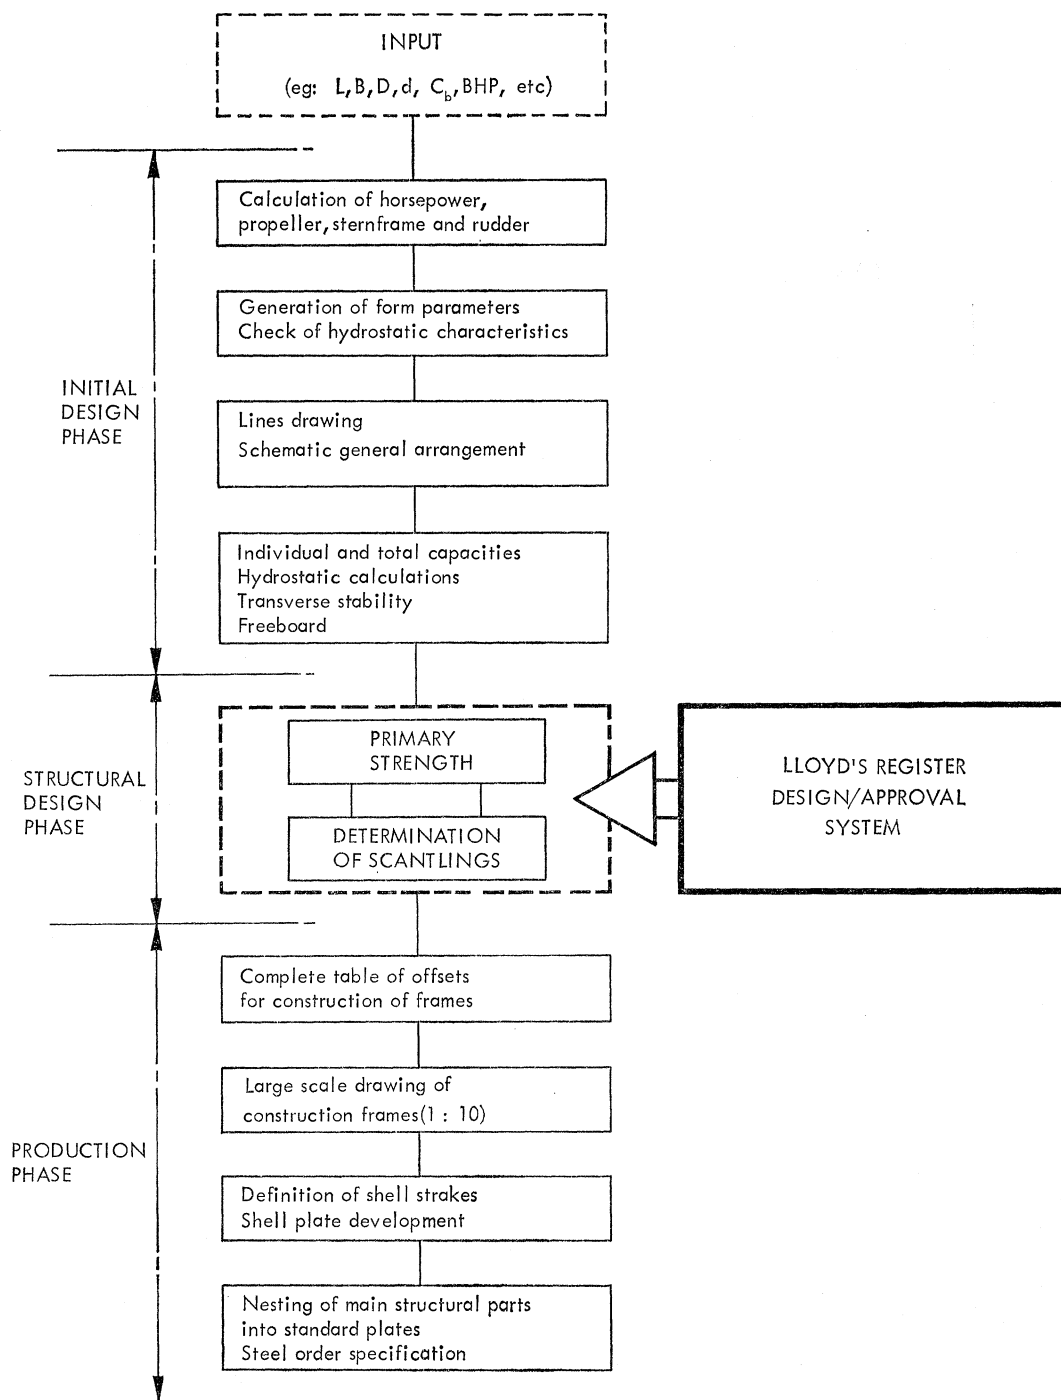 INPUT
(eg: L,B,D,d, C_b,BHP, etc)
Calculation of horsepower,
propeller,sternframe and rudder
Generation of form parameters
Check of hydrostatic characteristics
INITIAL
DESIGN
PHASE
Lines drawing
Schematic general arrangement
Individual and total capacities
Hydrostatic calculations
Transverse stability
Freeboard
STRUCTURAL
DESIGN
PHASE
PRIMARY
STRENGTH
DETERMINATION
OF SCANTLINGS
LLOYD'S REGISTER
DESIGN/APPROVAL
SYSTEM
Complete table of offsets
for construction of frames
Large scale drawing of
construction frames(1 : 10)
PRODUCTION
PHASE
Definition of shell strakes
Shell plate development
Nesting of main structural parts
into standard plates
Steel order specification